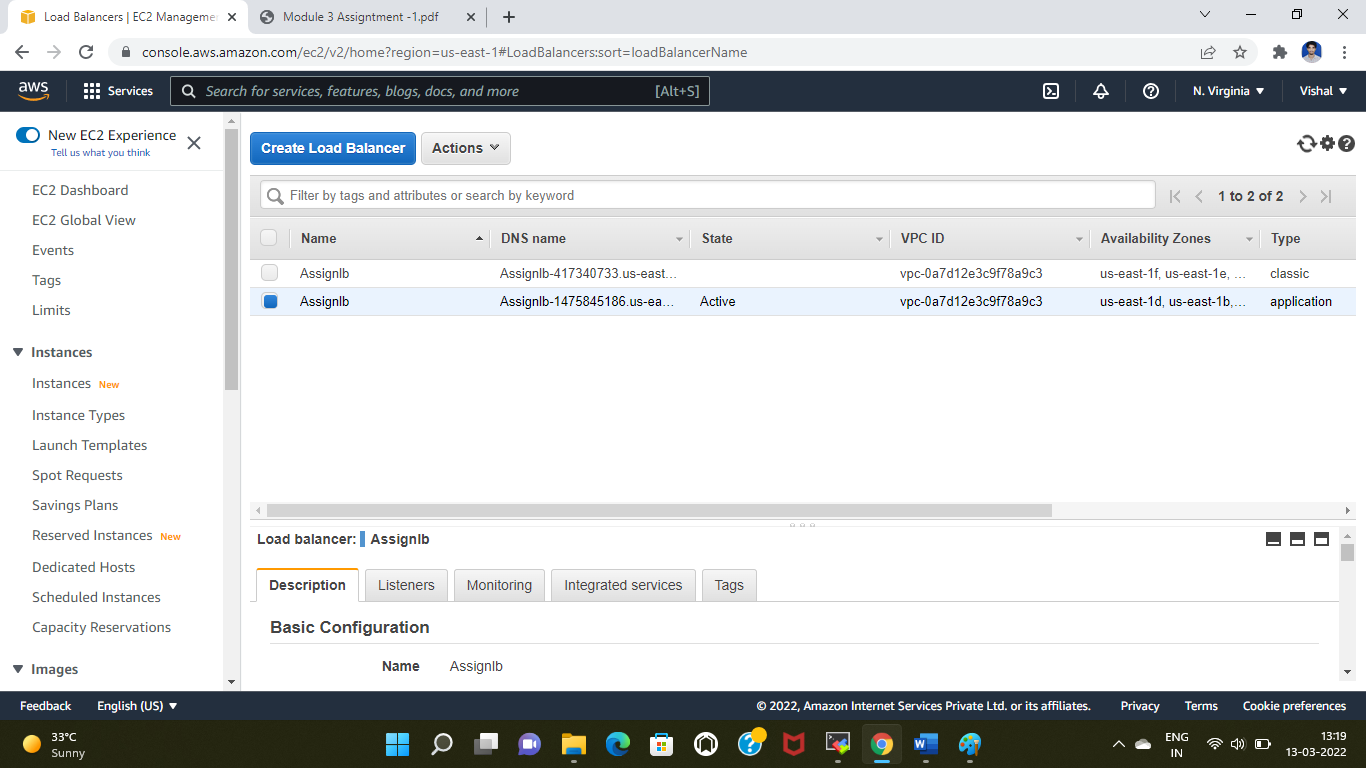 Load Balancers | EC2 Manageme
Module 3 Assigntment -1.pdf
console.aws.amazon.com/ec2/v2/home?region=us-east-1#LoadBalancers:sort=loadBalancerName
aws
Services
Search for services, features, blogs, docs, and more [Alt+S]
N. Virginia
Vishal
New EC2 Experience
Tell us what you think
EC2 Dashboard
EC2 Global View
Events
Tags
Limits
Instances
Instances New
Instance Types
Launch Templates
Spot Requests
Savings Plans
Reserved Instances New
Dedicated Hosts
Scheduled Instances
Capacity Reservations
Images
Create Load Balancer
Actions
Filter by tags and attributes or search by keyword
1 to 2 of 2
Name DNS name State VPC ID Availability Zones Type
Assignlb Assignlb-417340733.us-east... vpc-0a7d12e3c9f78a9c3 us-east-1f, us-east-1e, ... classic
Assignlb Assignlb-1475845186.us-ea... Active vpc-0a7d12e3c9f78a9c3 us-east-1d, us-east-1b,... application
Load balancer: Assignlb
Description Listeners Monitoring Integrated services Tags
Basic Configuration
Name Assignlb
Feedback English (US) © 2022, Amazon Internet Services Private Ltd. or its affiliates. Privacy Terms Cookie preferences
33°C
Sunny
ENG
IN
13:19
13-03-2022